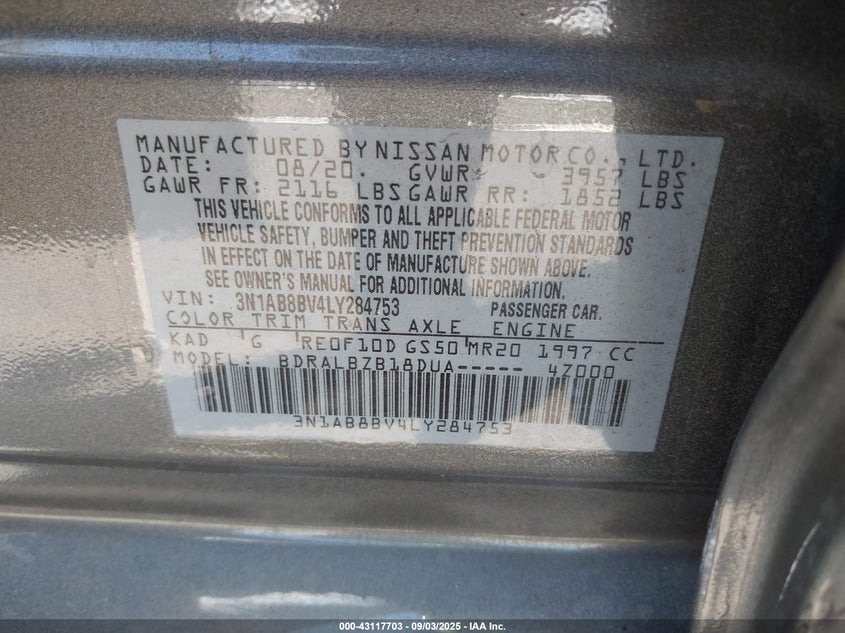 MANUFACTURED BY NISSAN MOTOR CO., LTD.
DATE: 08/20. GVWR: 3957 LBS
GAWR FR: 2116 LBS GAWR RR: 1852 LBS
THIS VEHICLE CONFORMS TO ALL APPLICABLE FEDERAL MOTOR
VEHICLE SAFETY, BUMPER AND THEFT PREVENTION STANDARDS
IN EFFECT ON THE DATE OF MANUFACTURE SHOWN ABOVE.
SEE OWNER'S MANUAL FOR ADDITIONAL INFORMATION.
VIN: 3N1AB8BV4LY284753 PASSENGER CAR.
COLOR TRIM TRANS AXLE ENGINE
KAD G RE0F10D GS50 MR20 1997 CC
MODEL: BDRALBZB18DUA----- 4Z000
3N1AB8BV4LY284753
000-43117703 - 09/03/2025 - IAA Inc.